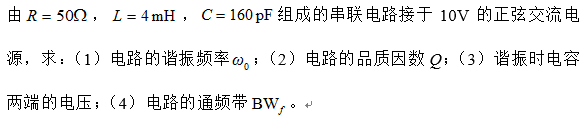 由 R = 50Ω ， L = 4 mH ， C = 160 pF 组成的串联电路接于 10V 的正弦交流电
源，求：（1）电路的谐振频率 ω₀；（2）电路的品质因数 Q；（3）谐振时电容
两端的电压；（4）电路的通频带 BW_f 。↵